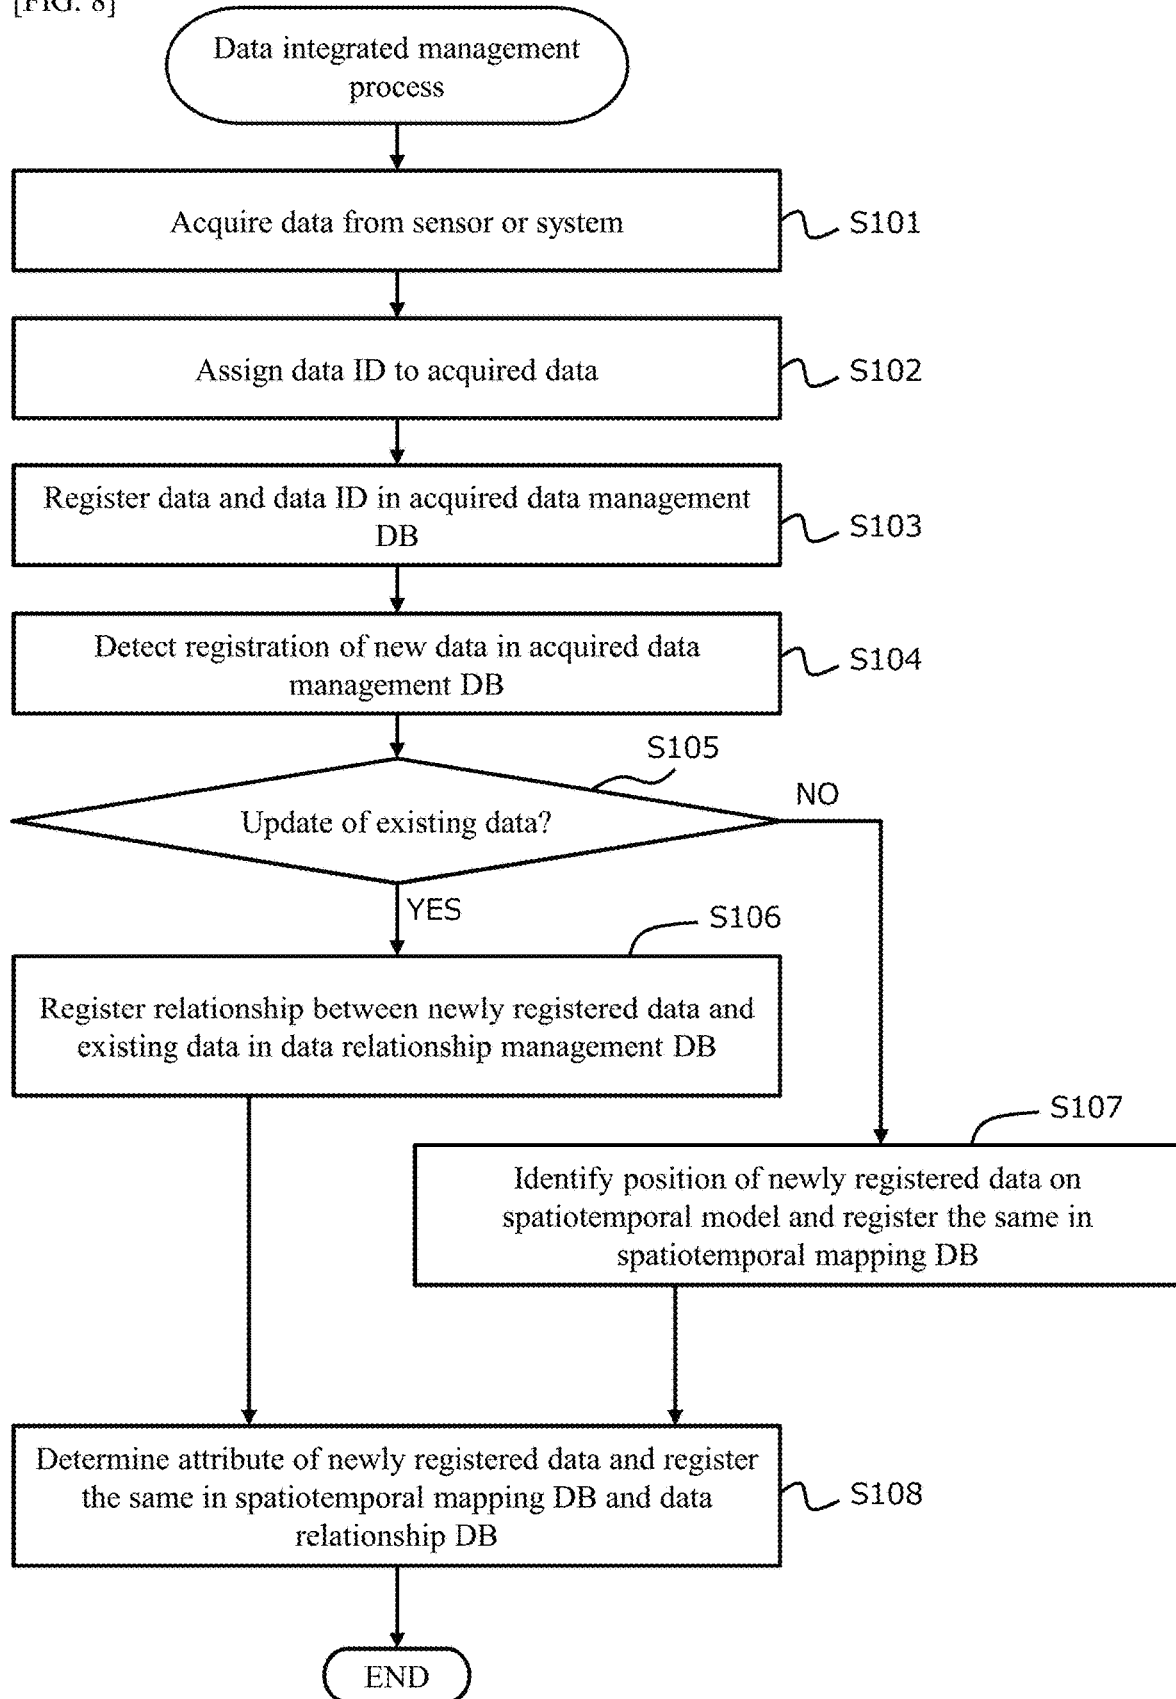 [FIG. 8]
Data integrated management
process
Acquire data from sensor or system
S101
Assign data ID to acquired data
S102
Register data and data ID in acquired data management
DB
S103
Detect registration of new data in acquired data
management DB
S104
S105
Update of existing data?
NO
YES
S106
Register relationship between newly registered data and
existing data in data relationship management DB
S107
Identify position of newly registered data on
spatiotemporal model and register the same in
spatiotemporal mapping DB
Determine attribute of newly registered data and register
the same in spatiotemporal mapping DB and data
relationship DB
S108
END